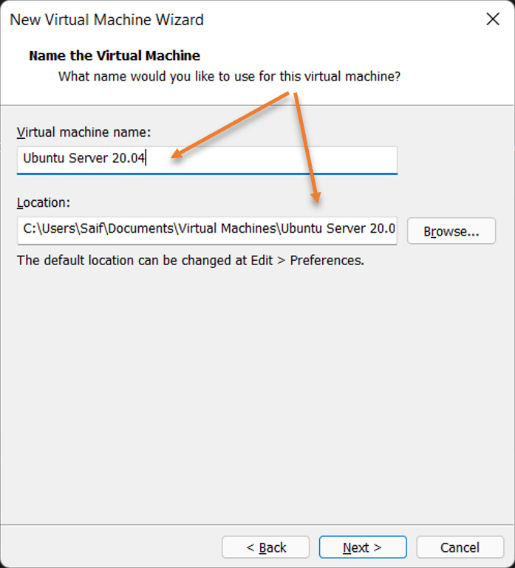 New Virtual Machine Wizard
Name the Virtual Machine
What name would you like to use for this virtual machine?
Virtual machine name:
Ubuntu Server 20.04
Location:
C:\Users\Saif\Documents\Virtual Machines\Ubuntu Server 20.0
Browse...
The default location can be changed at Edit > Preferences.
< Back
Next >
Cancel